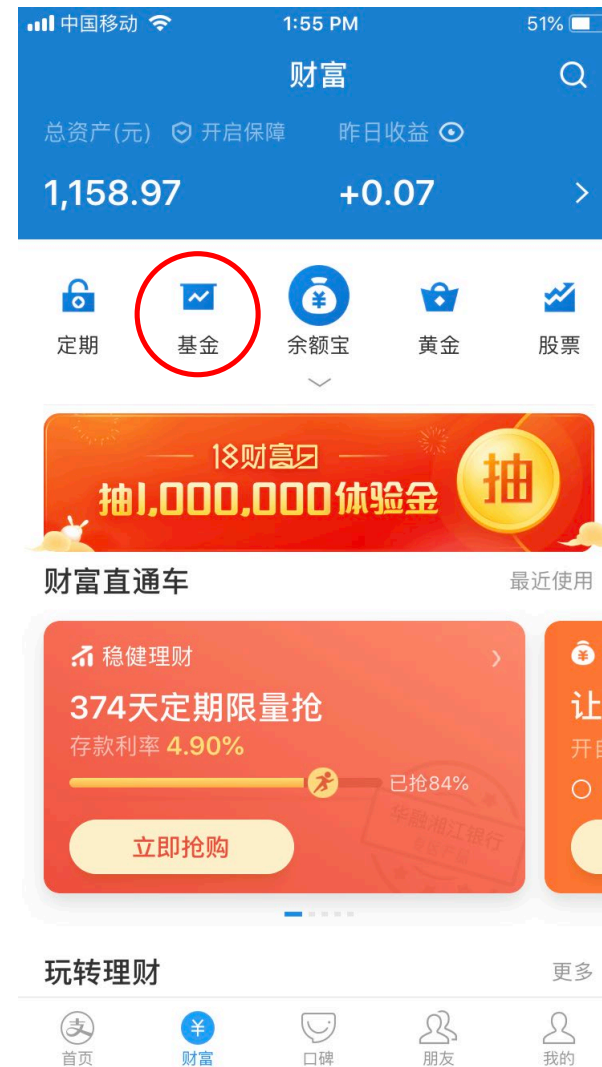 中国移动 1:55 PM 51%
财富
总资产(元) 开启保障 昨日收益
1,158.97 +0.07
定期 基金 余额宝 黄金 股票
18财富日
抽1,000,000体验金 抽
财富直通车 最近使用
稳健理财
374天定期限量抢
存款利率 4.90%
已抢84%
立即抢购
华融湘江银行
让
开
玩转理财 更多
支 ¥
首页 财富 口碑 朋友 我的